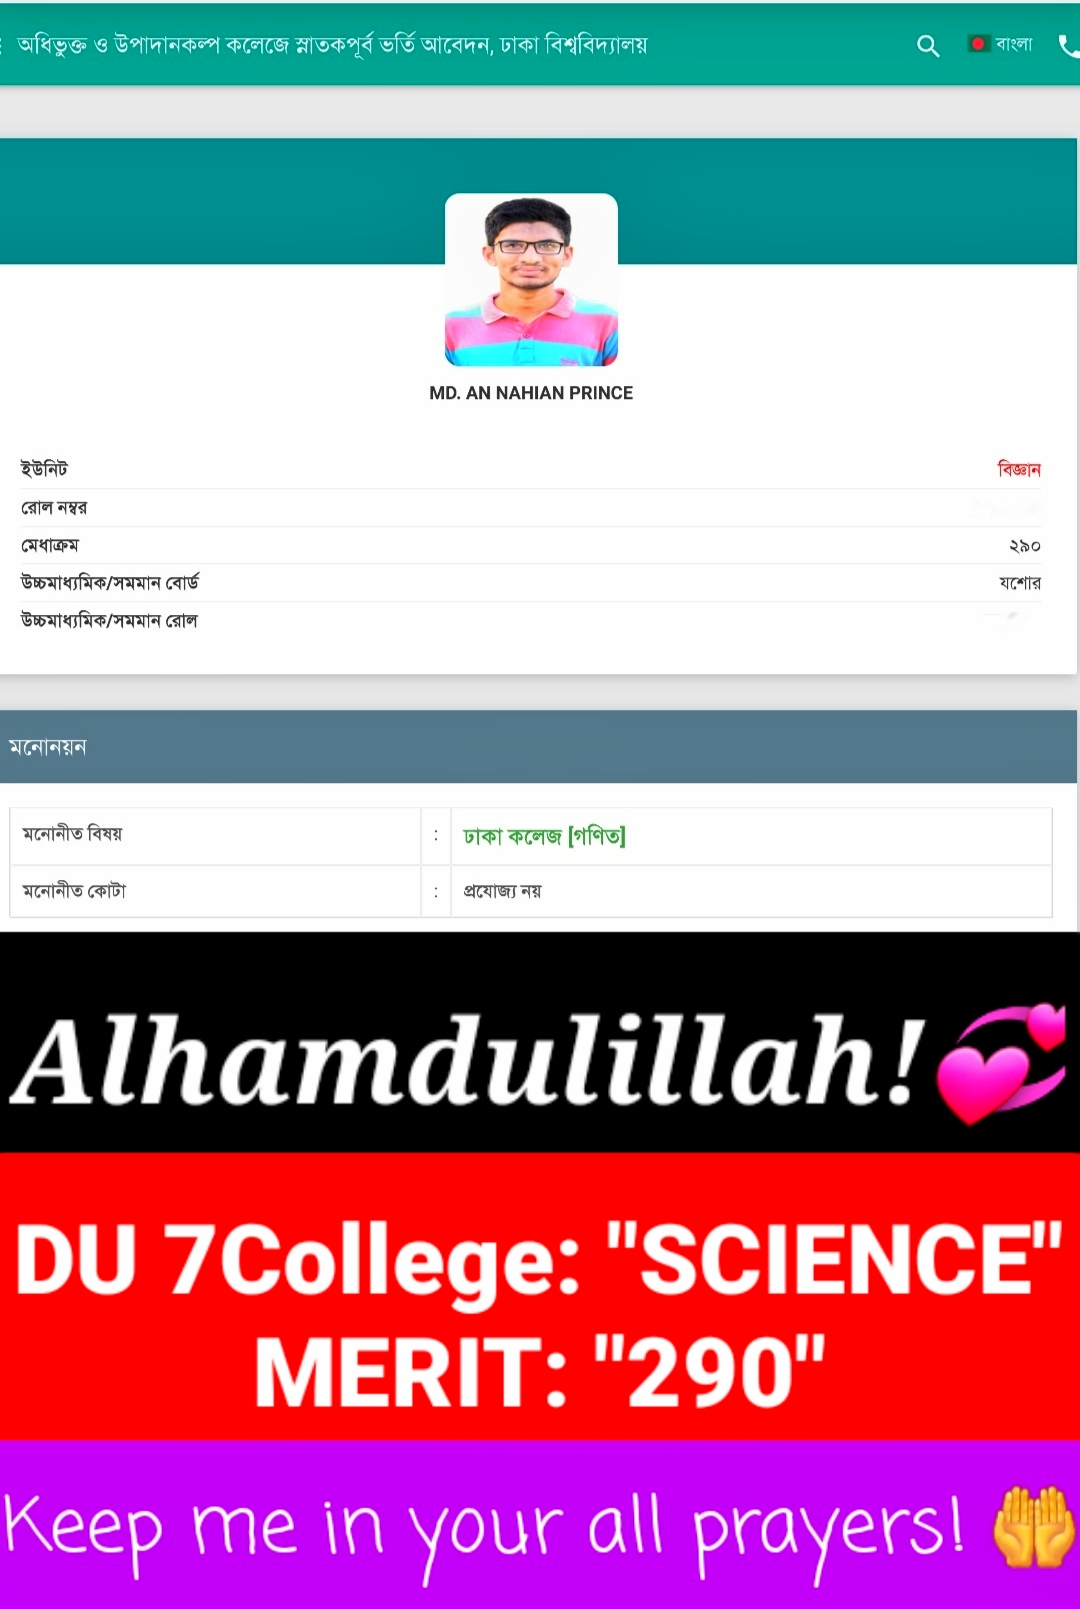 অধিভুক্ত ও উপাদানকল্প কলেজে স্নাতকপূর্ব ভর্তি আবেদন, ঢাকা বিশ্ববিদ্যালয় বাংলা
MD. AN NAHIAN PRINCE
ইউনিট বিজ্ঞান
রোল নম্বর
মেধাক্রম ২৯০
উচ্চমাধ্যমিক/সমমান বোর্ড যশোর
উচ্চমাধ্যমিক/সমমান রোল
মনোনয়ন
মনোনীত বিষয় : ঢাকা কলেজ [গণিত]
মনোনীত কোটা : প্রযোজ্য নয়
Alhamdulillah!💞
DU 7College: "SCIENCE"
MERIT: "290"
Keep me in your all prayers! 🤲